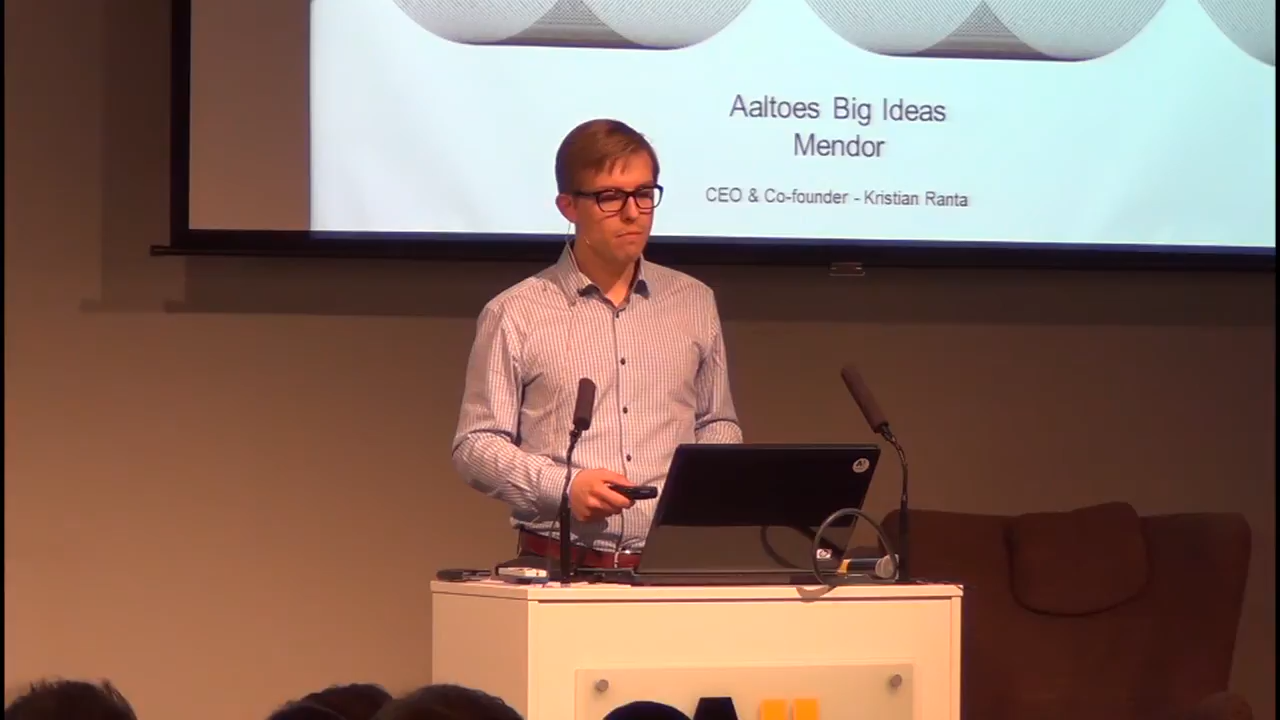 Aaltoes Big Ideas
Mendor
CEO & Co-founder - Kristian Ranta